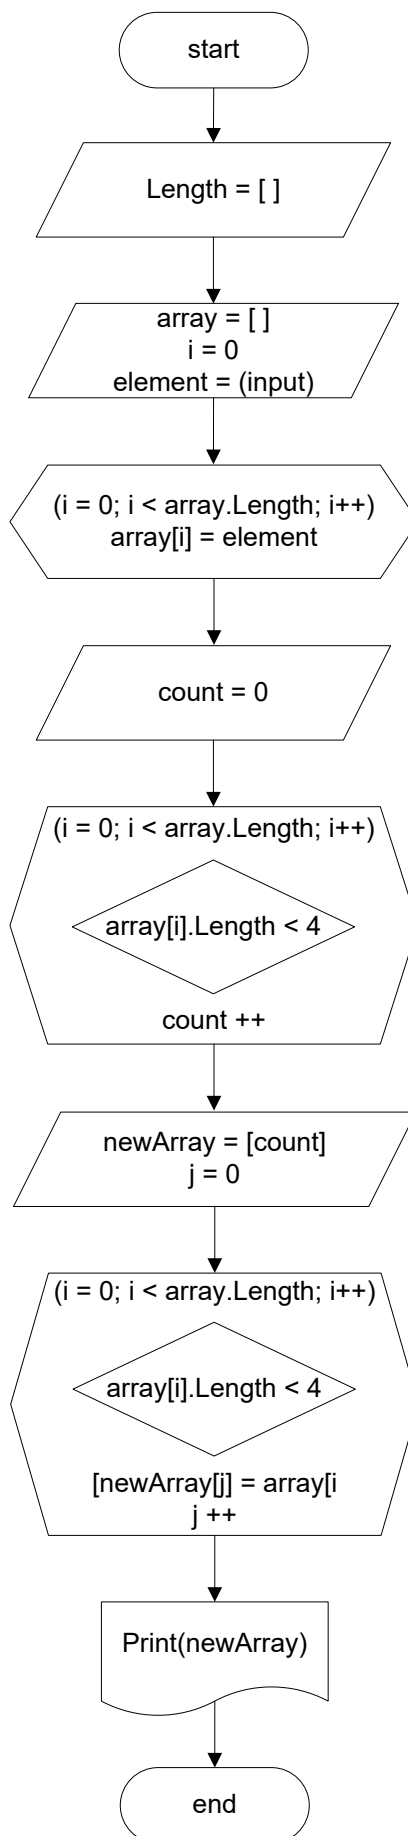 start
Length = [ ]
array = [ ]
i = 0
element = (input)
(i = 0; i < array.Length; i++)
array[i] = element
count = 0
(i = 0; i < array.Length; i++)
array[i].Length < 4
count ++
newArray = [count]
j = 0
(i = 0; i < array.Length; i++)
array[i].Length < 4
[newArray[j] = array[i
j ++
Print(newArray)
end